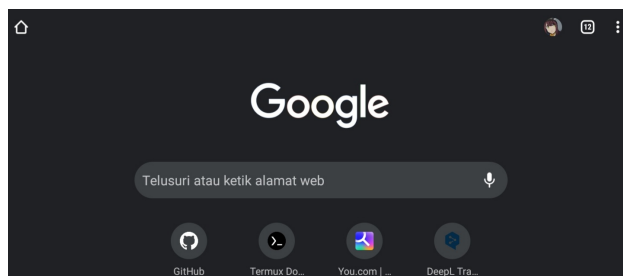 12
Google
Telusuri atau ketik alamat web
GitHub
Termux Do...
You.com | ...
DeepL Tra...